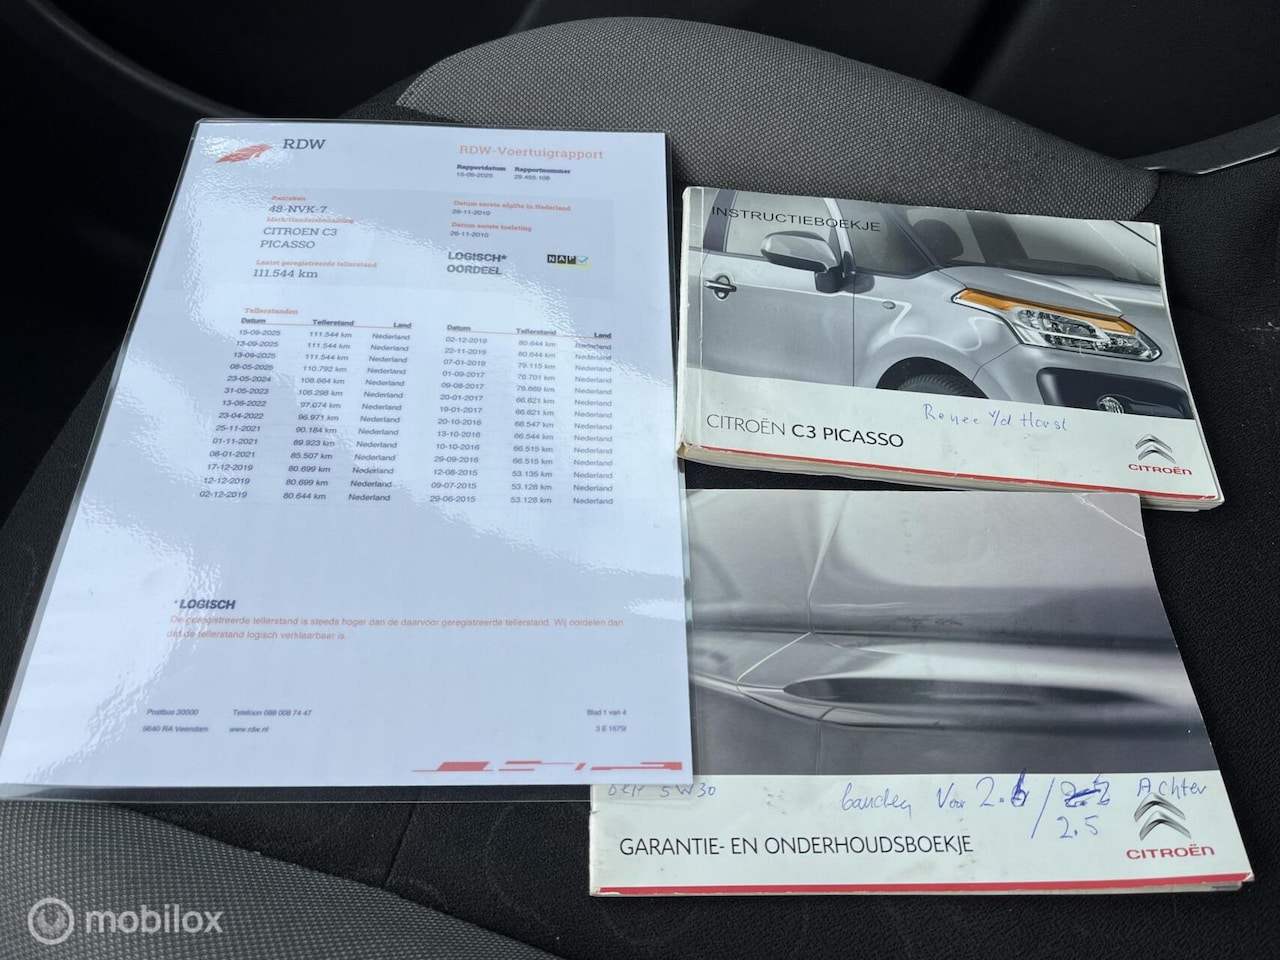 RDW
RDW-Voertuigrapport
Rapportdatum Rapportnummer
15-09-2025 29.455.108
Kenteken
48-NVK-7
Merk/Handelsbenaming
CITROEN C3
PICASSO
Laatst geregistreerde tellerstand
111.544 km
Datum eerste afgifte in Nederland
26-11-2010
Datum eerste toelating
26-11-2010
LOGISCH*
OORDEEL
NAP
Tellerstanden
Datum Tellerstand Land
15-09-2025 111.544 km Nederland
13-09-2025 111.544 km Nederland
13-09-2025 111.544 km Nederland
08-05-2025 110.792 km Nederland
23-05-2024 108.664 km Nederland
31-05-2023 106.298 km Nederland
13-06-2022 97.074 km Nederland
23-04-2022 96.971 km Nederland
25-11-2021 90.184 km Nederland
01-11-2021 89.923 km Nederland
08-01-2021 85.507 km Nederland
17-12-2019 80.699 km Nederland
12-12-2019 80.699 km Nederland
02-12-2019 80.644 km Nederland
Datum Tellerstand Land
02-12-2019 80.644 km Nederland
22-11-2019 80.644 km Nederland
07-01-2019 79.115 km Nederland
01-09-2017 76.701 km Nederland
09-08-2017 76.669 km Nederland
20-01-2017 66.621 km Nederland
19-01-2017 66.621 km Nederland
20-10-2016 66.547 km Nederland
13-10-2016 66.544 km Nederland
10-10-2016 66.515 km Nederland
29-09-2016 66.515 km Nederland
12-08-2015 53.135 km Nederland
09-07-2015 53.128 km Nederland
29-06-2015 53.128 km Nederland
*LOGISCH
De geregistreerde tellerstand is steeds hoger dan de daarvoor geregistreerde tellerstand. Wij oordelen dan
dat de tellerstand logisch verklaarbaar is.
Postbus 30000 Telefoon 088 008 74 47 Blad 1 van 4
9640 RA Veendam www.rdw.nl 3 E 1679l
INSTRUCTIEBOEKJE
Renee v/d Horst
CITROËN C3 PICASSO
CITROËN
5W30
banden Voor 2.6 / Achter
2.5
GARANTIE- EN ONDERHOUDSBOEKJE
CITROËN
mobilox